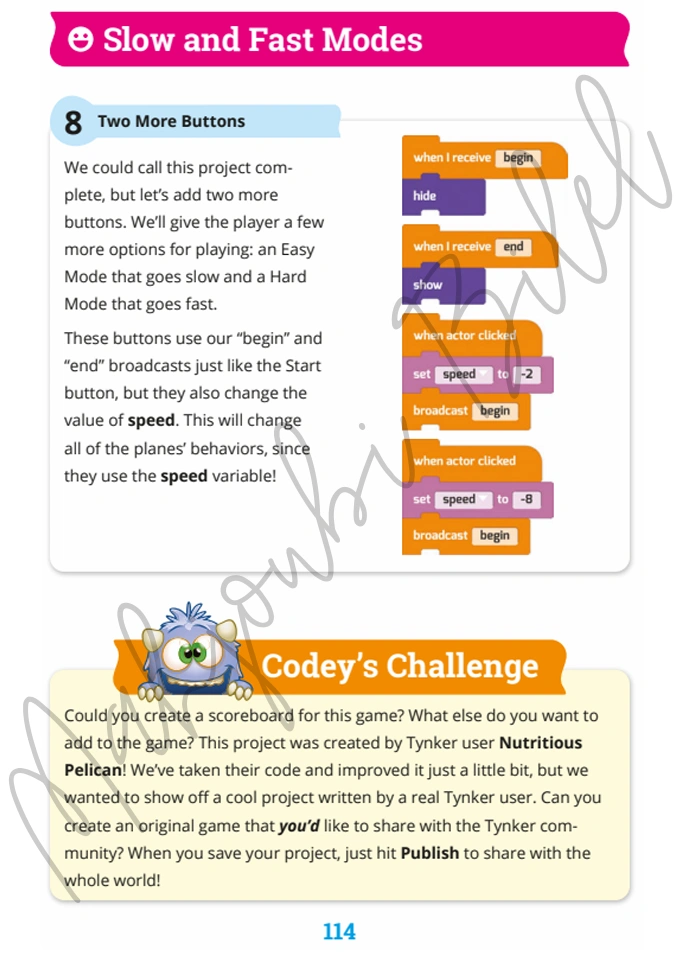 Slow and Fast Modes
8 Two More Buttons
We could call this project com-
plete, but let's add two more
buttons. We'll give the player a few
more options for playing: an Easy
Mode that goes slow and a Hard
Mode that goes fast.
These buttons use our “begin” and
“end” broadcasts just like the Start
button, but they also change the
value of speed. This will change
all of the planes' behaviors, since
they use the speed variable!
when I receive begin
hide
when I receive end
show
when actor clicked
set speed to -2
broadcast begin
when actor clicked
set speed to -8
broadcast begin
Codey's Challenge
Could you create a scoreboard for this game? What else do you want to
add to the game? This project was created by Tynker user Nutritious
Pelican! We've taken their code and improved it just a little bit, but we
wanted to show off a cool project written by a real Tynker user. Can you
create an original game that you'd like to share with the Tynker com-
munity? When you save your project, just hit Publish to share with the
whole world!
114